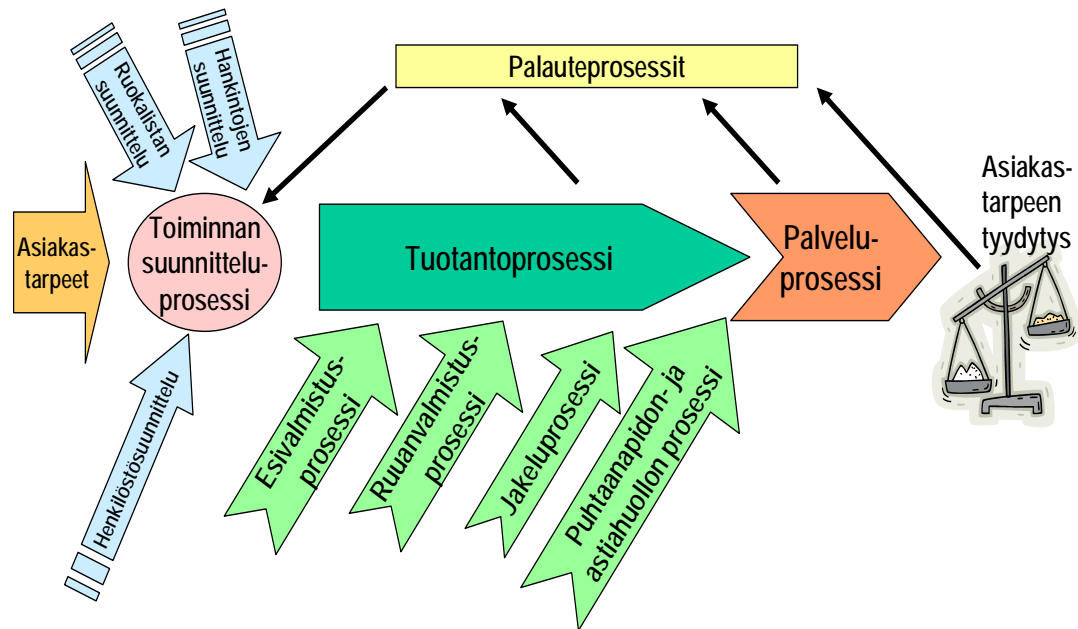 Ruokalistan
suunnittelu
Hankintojen
suunnittelu
Palauteprosessit
Asiakas-
tarpeet
Toiminnan
suunnittelu-
prosessi
Tuotantoprosessi
Palvelu-
prosessi
Asiakas-
tarpeen
tyydytys
Henkilöstösuunnittelu
Esivalmistus-
prosessi
Ruuanvalmistus-
prosessi
Jakeluprosessi
Puhtaanapidon- ja
astiahuollon prosessi